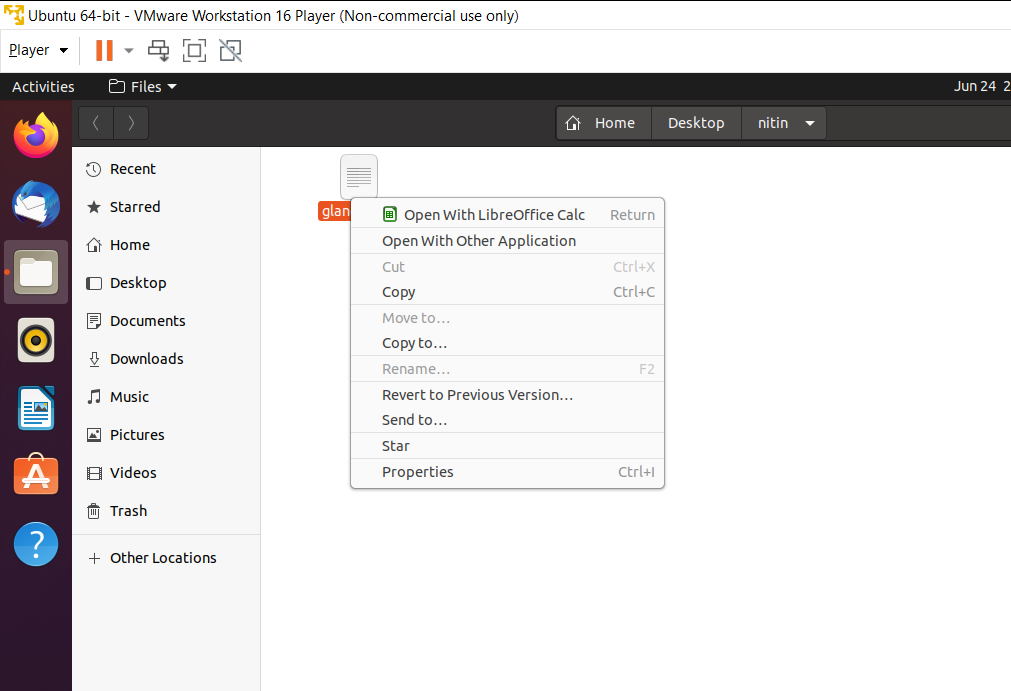 Ubuntu 64-bit - VMware Workstation 16 Player (Non-commercial use only)
Player
Activities Files Jun 24 2
Home Desktop nitin
Recent
Starred
Home
Desktop
Documents
Downloads
Music
Pictures
Videos
Trash
Other Locations
glan
Open With LibreOffice Calc Return
Open With Other Application
Cut Ctrl+X
Copy Ctrl+C
Move to…
Copy to…
Rename… F2
Revert to Previous Version…
Send to…
Star
Properties Ctrl+I